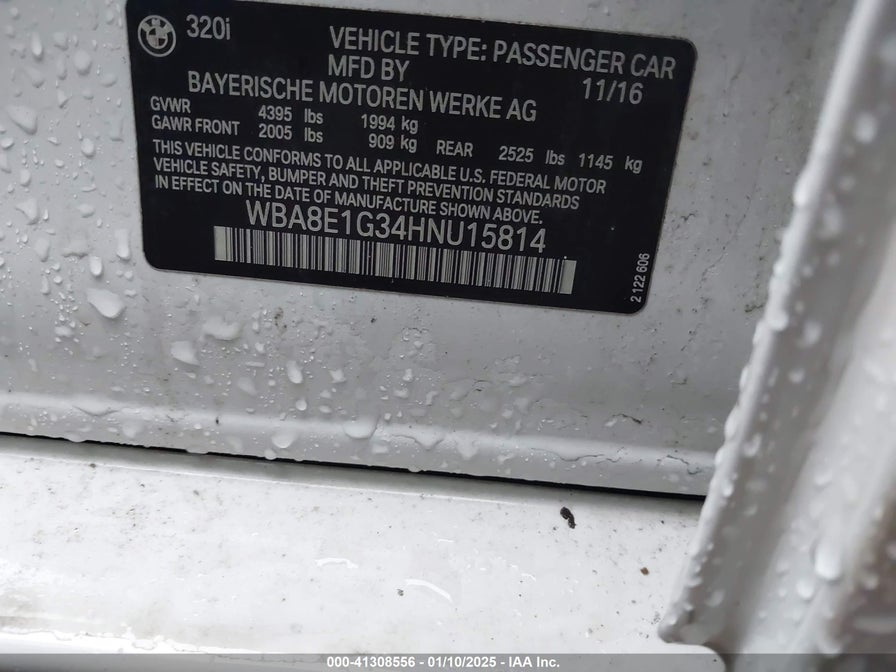 BMW 320i
VEHICLE TYPE: PASSENGER CAR
MFD BY 11/16
BAYERISCHE MOTOREN WERKE AG
GVWR 4395 lbs 1994 kg
GAWR FRONT 2005 lbs 909 kg REAR 2525 lbs 1145 kg
THIS VEHICLE CONFORMS TO ALL APPLICABLE U.S. FEDERAL MOTOR
VEHICLE SAFETY, BUMPER AND THEFT PREVENTION STANDARDS
IN EFFECT ON THE DATE OF MANUFACTURE SHOWN ABOVE.
WBA8E1G34HNU15814
2 122 606
000-41308556 — 01/10/2025 — IAA Inc.